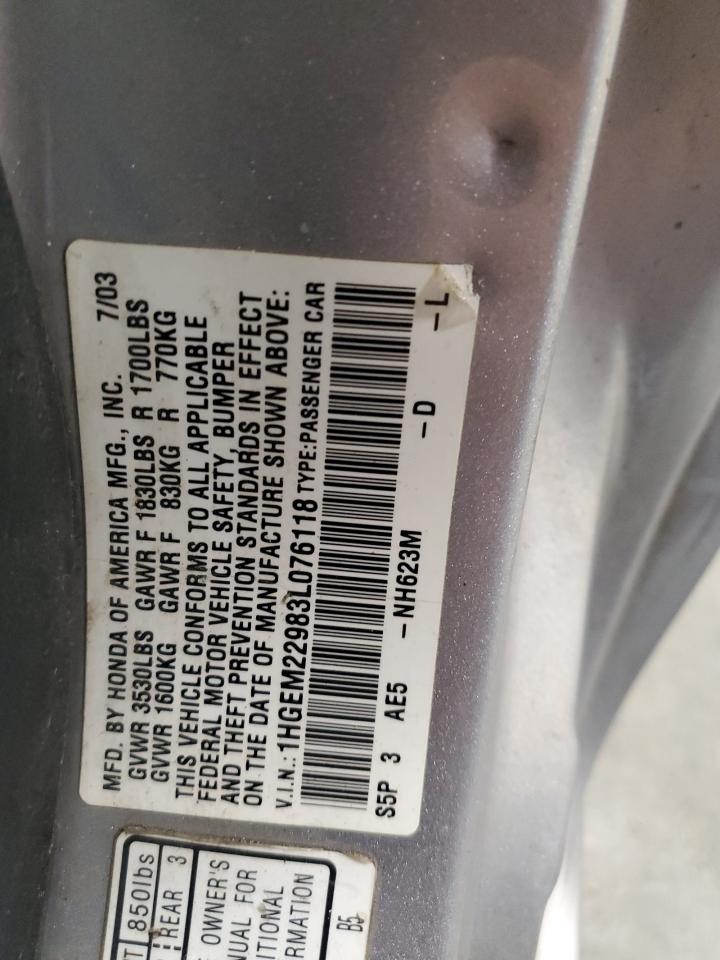 MFD. BY HONDA OF AMERICA MFG., INC. 7/03
GVWR 3530LBS GAWR F 1830LBS R 1700LBS
GVWR 1600KG GAWR F 830KG R 770KG
THIS VEHICLE CONFORMS TO ALL APPLICABLE
FEDERAL MOTOR VEHICLE SAFETY, BUMPER
AND THEFT PREVENTION STANDARDS IN EFFECT
ON THE DATE OF MANUFACTURE SHOWN ABOVE:
V.I.N.:1HGEM22983L076118 TYPE:PASSENGER CAR
S5P 3 AE5 -NH623M -D -L
850lbs
REAR 3
OWNER'S
FOR
B5